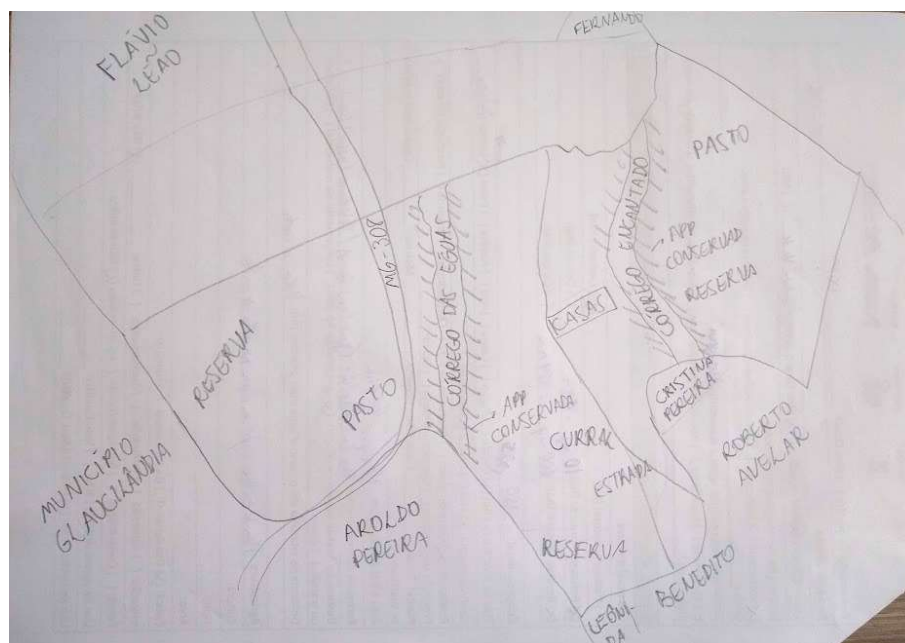 FERNANDO
FLÁVIO
LEÃO
PASTO
MG-308
CÓRREGO DAS ÉGUAS
CÓRREGO ENCANTADO
APP
CONSERVAD
RESERVA
CASAS
RESERVA
PASTO
APP
CONSERVADA
CRISTINA
PEREIRA
CURRAL
ESTRADA
ROBERTO
AVELAR
MUNICÍPIO
GLAUCILÂNDIA
AROLDO
PEREIRA
RESERVA
BENEDITO
LEÔNI-
DA